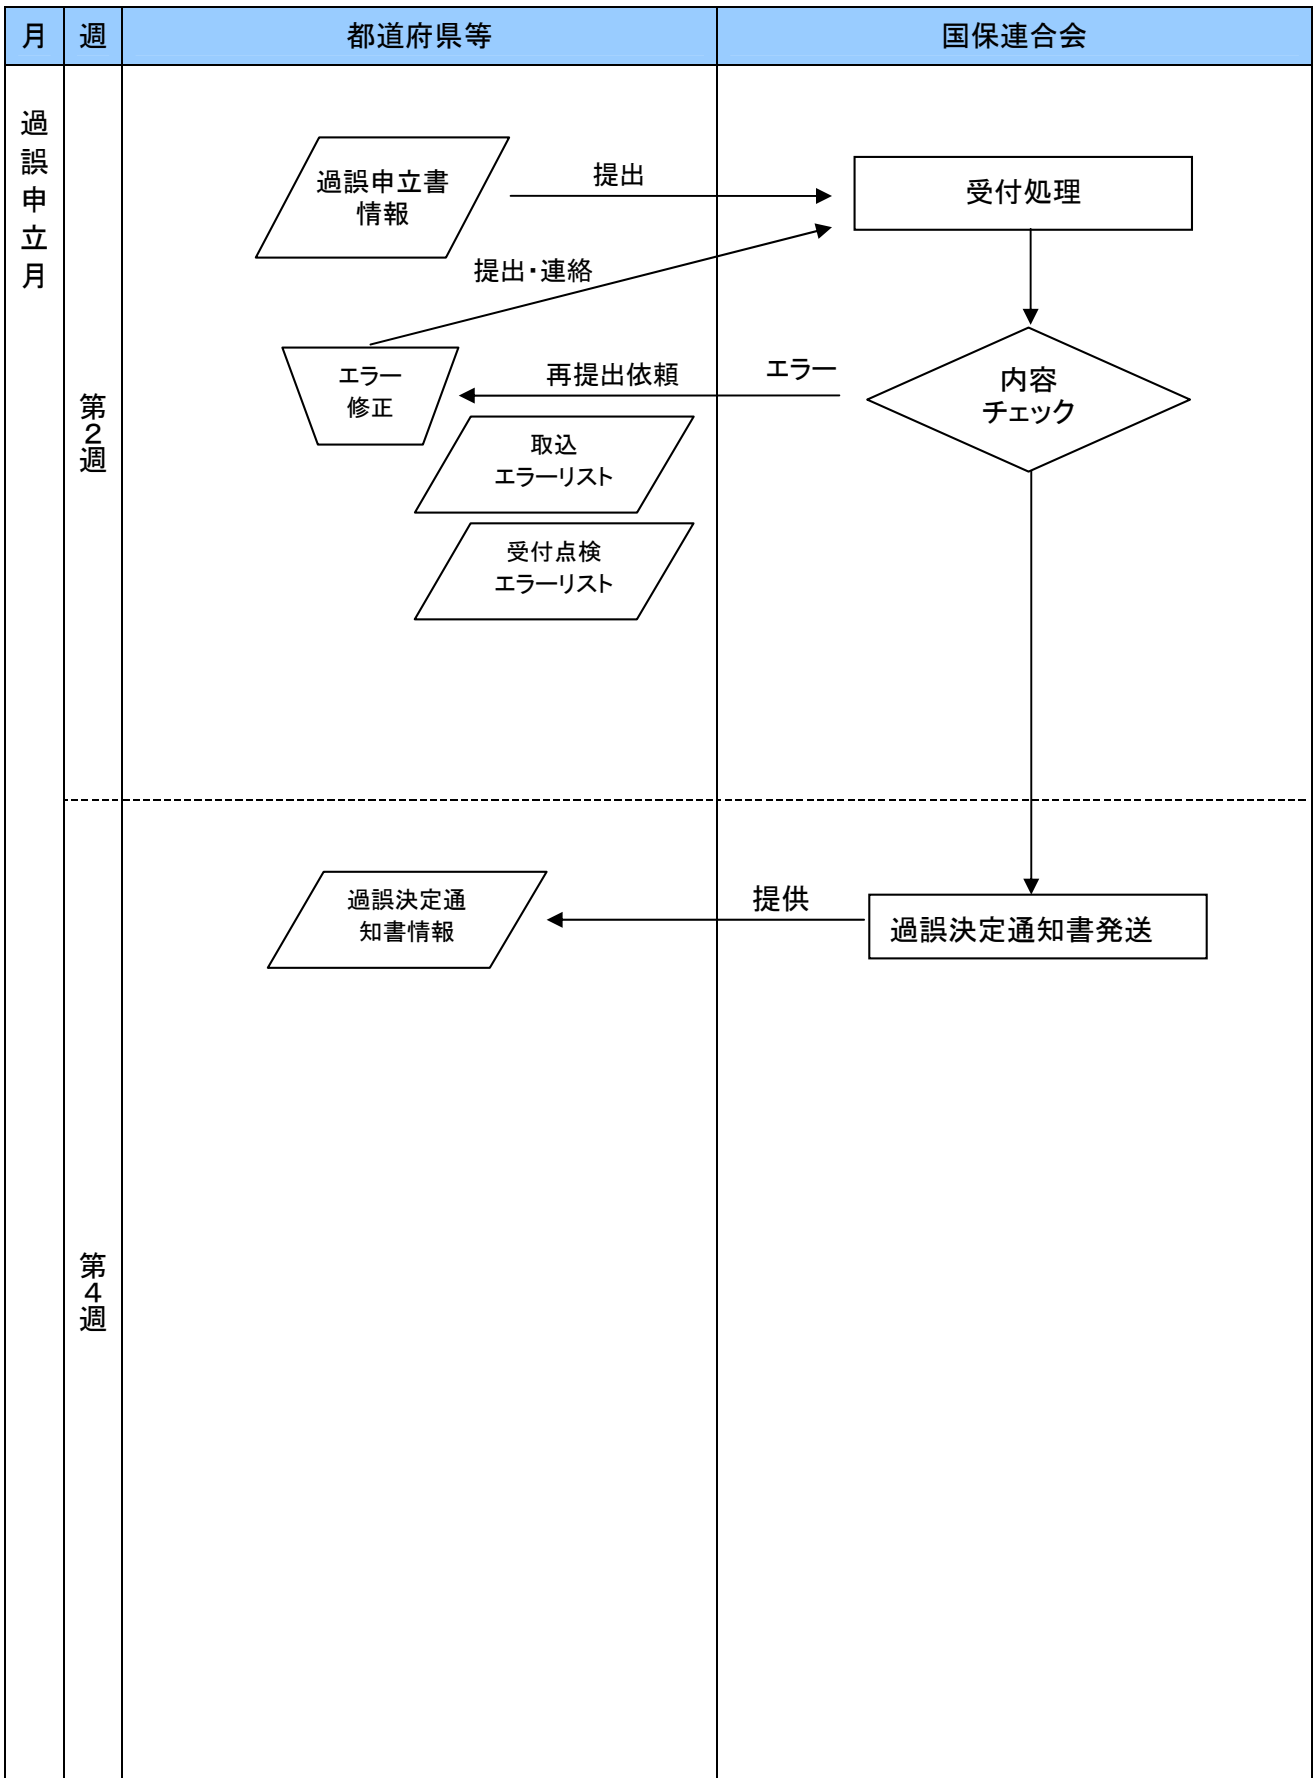 月 週 都道府県等 国保連合会
過誤申立月
過誤申立書
情報
提出
受付処理
提出・連絡
エラー
修正
再提出依頼
エラー
内容
チェック
第2週
取込
エラーリスト
受付点検
エラーリスト
過誤決定通
知書情報
提供
過誤決定通知書発送
第4週